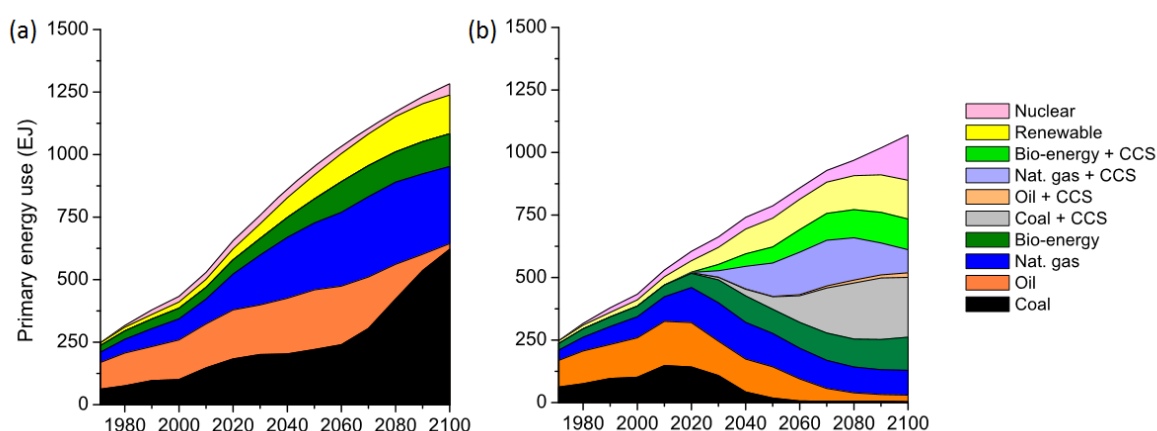 (a)
(b)
Primary energy use (EJ)
1500
1250
1000
750
500
250
0
1980 2000 2020 2040 2060 2080 2100
1500
1250
1000
750
500
250
0
1980 2000 2020 2040 2060 2080 2100
Nuclear
Renewable
Bio-energy + CCS
Nat. gas + CCS
Oil + CCS
Coal + CCS
Bio-energy
Nat. gas
Oil
Coal